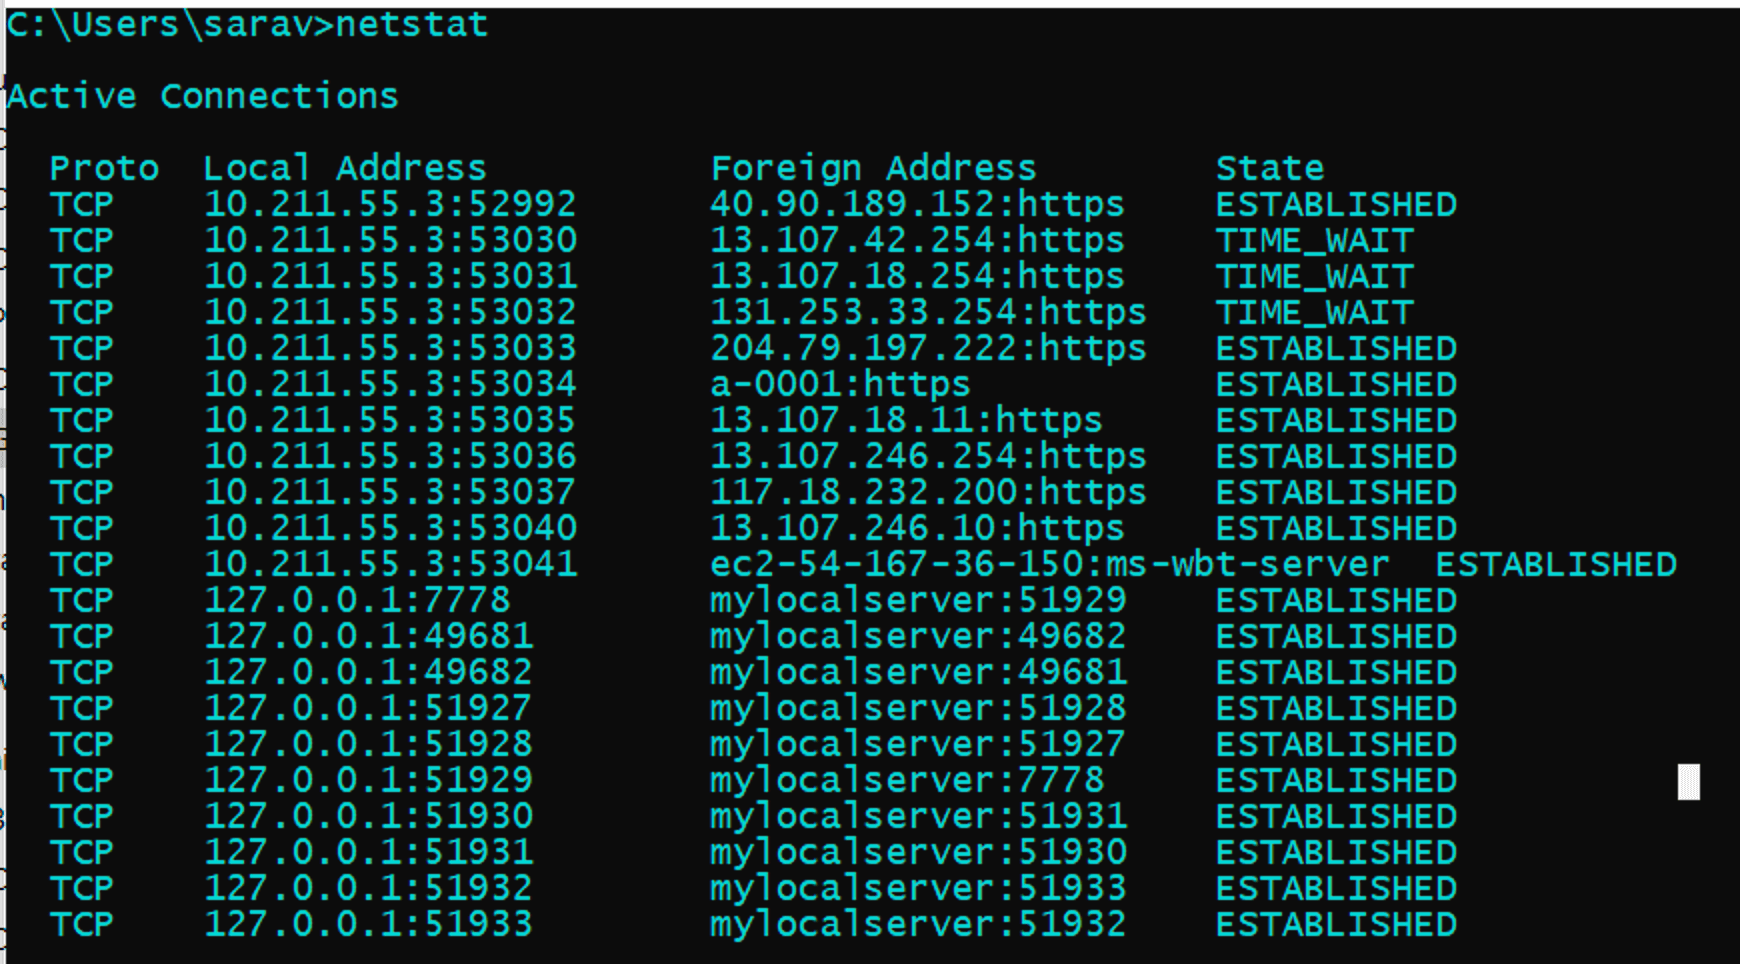 C:\Users\sarav>netstat
Active Connections
Proto  Local Address          Foreign Address        State
TCP    10.211.55.3:52992      40.90.189.152:https    ESTABLISHED
TCP    10.211.55.3:53030      13.107.42.254:https    TIME_WAIT
TCP    10.211.55.3:53031      13.107.18.254:https    TIME_WAIT
TCP    10.211.55.3:53032      131.253.33.254:https   TIME_WAIT
TCP    10.211.55.3:53033      204.79.197.222:https   ESTABLISHED
TCP    10.211.55.3:53034      a-0001:https           ESTABLISHED
TCP    10.211.55.3:53035      13.107.18.11:https     ESTABLISHED
TCP    10.211.55.3:53036      13.107.246.254:https   ESTABLISHED
TCP    10.211.55.3:53037      117.18.232.200:https   ESTABLISHED
TCP    10.211.55.3:53040      13.107.246.10:https    ESTABLISHED
TCP    10.211.55.3:53041      ec2-54-167-36-150:ms-wbt-server  ESTABLISHED
TCP    127.0.0.1:7778         mylocalserver:51929    ESTABLISHED
TCP    127.0.0.1:49681        mylocalserver:49682    ESTABLISHED
TCP    127.0.0.1:49682        mylocalserver:49681    ESTABLISHED
TCP    127.0.0.1:51927        mylocalserver:51928    ESTABLISHED
TCP    127.0.0.1:51928        mylocalserver:51927    ESTABLISHED
TCP    127.0.0.1:51929        mylocalserver:7778     ESTABLISHED
TCP    127.0.0.1:51930        mylocalserver:51931    ESTABLISHED
TCP    127.0.0.1:51931        mylocalserver:51930    ESTABLISHED
TCP    127.0.0.1:51932        mylocalserver:51933    ESTABLISHED
TCP    127.0.0.1:51933        mylocalserver:51932    ESTABLISHED